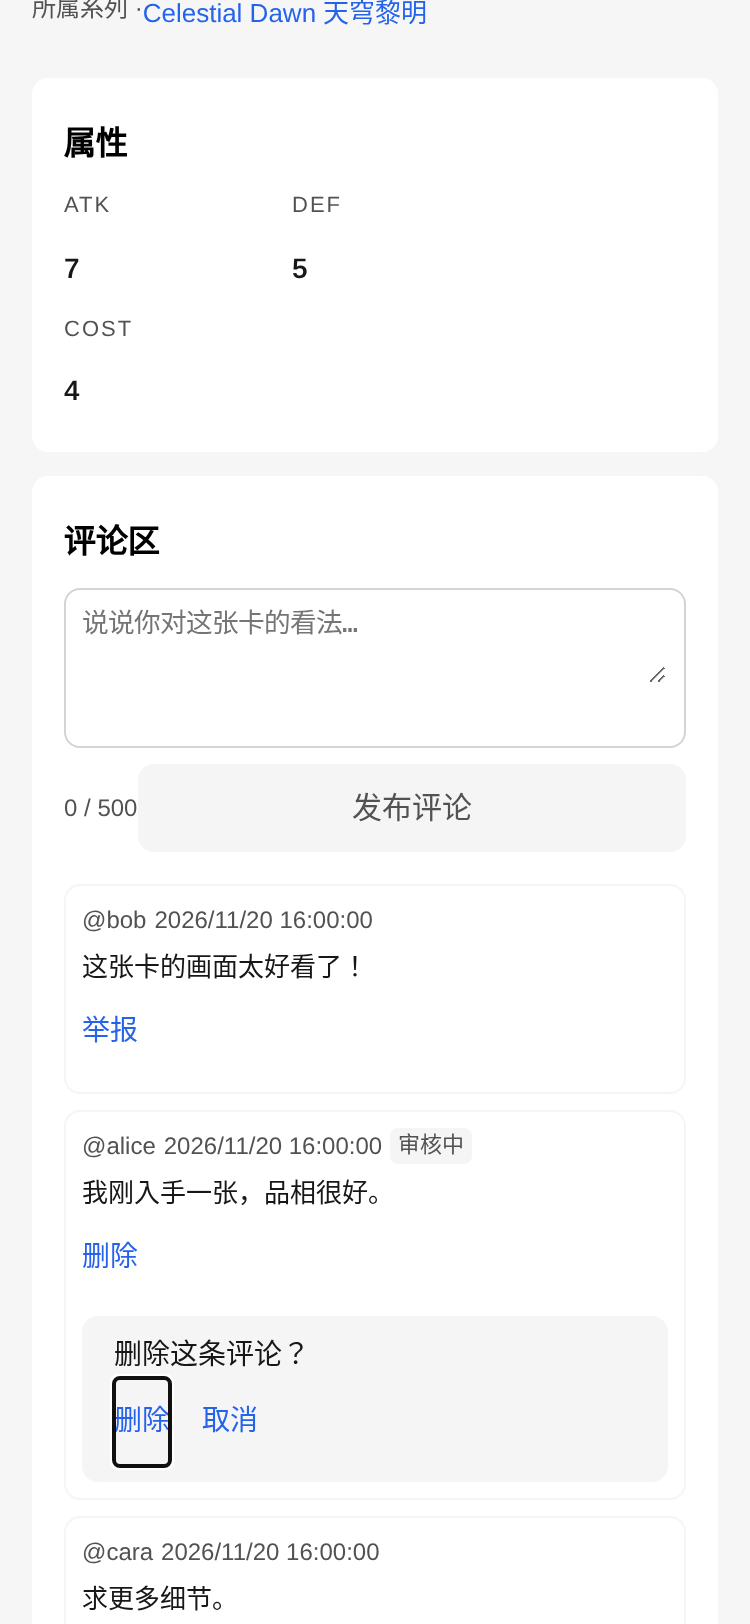 所属系列 ·Celestial Dawn 天穹黎明
属性
ATK DEF
7 5
COST
4
评论区
说说你对这张卡的看法…
0 / 500 发布评论
@bob 2026/11/20 16:00:00
这张卡的画面太好看了！
举报
@alice 2026/11/20 16:00:00 审核中
我刚入手一张，品相很好。
删除
删除这条评论？
删除 取消
@cara 2026/11/20 16:00:00
求更多细节。